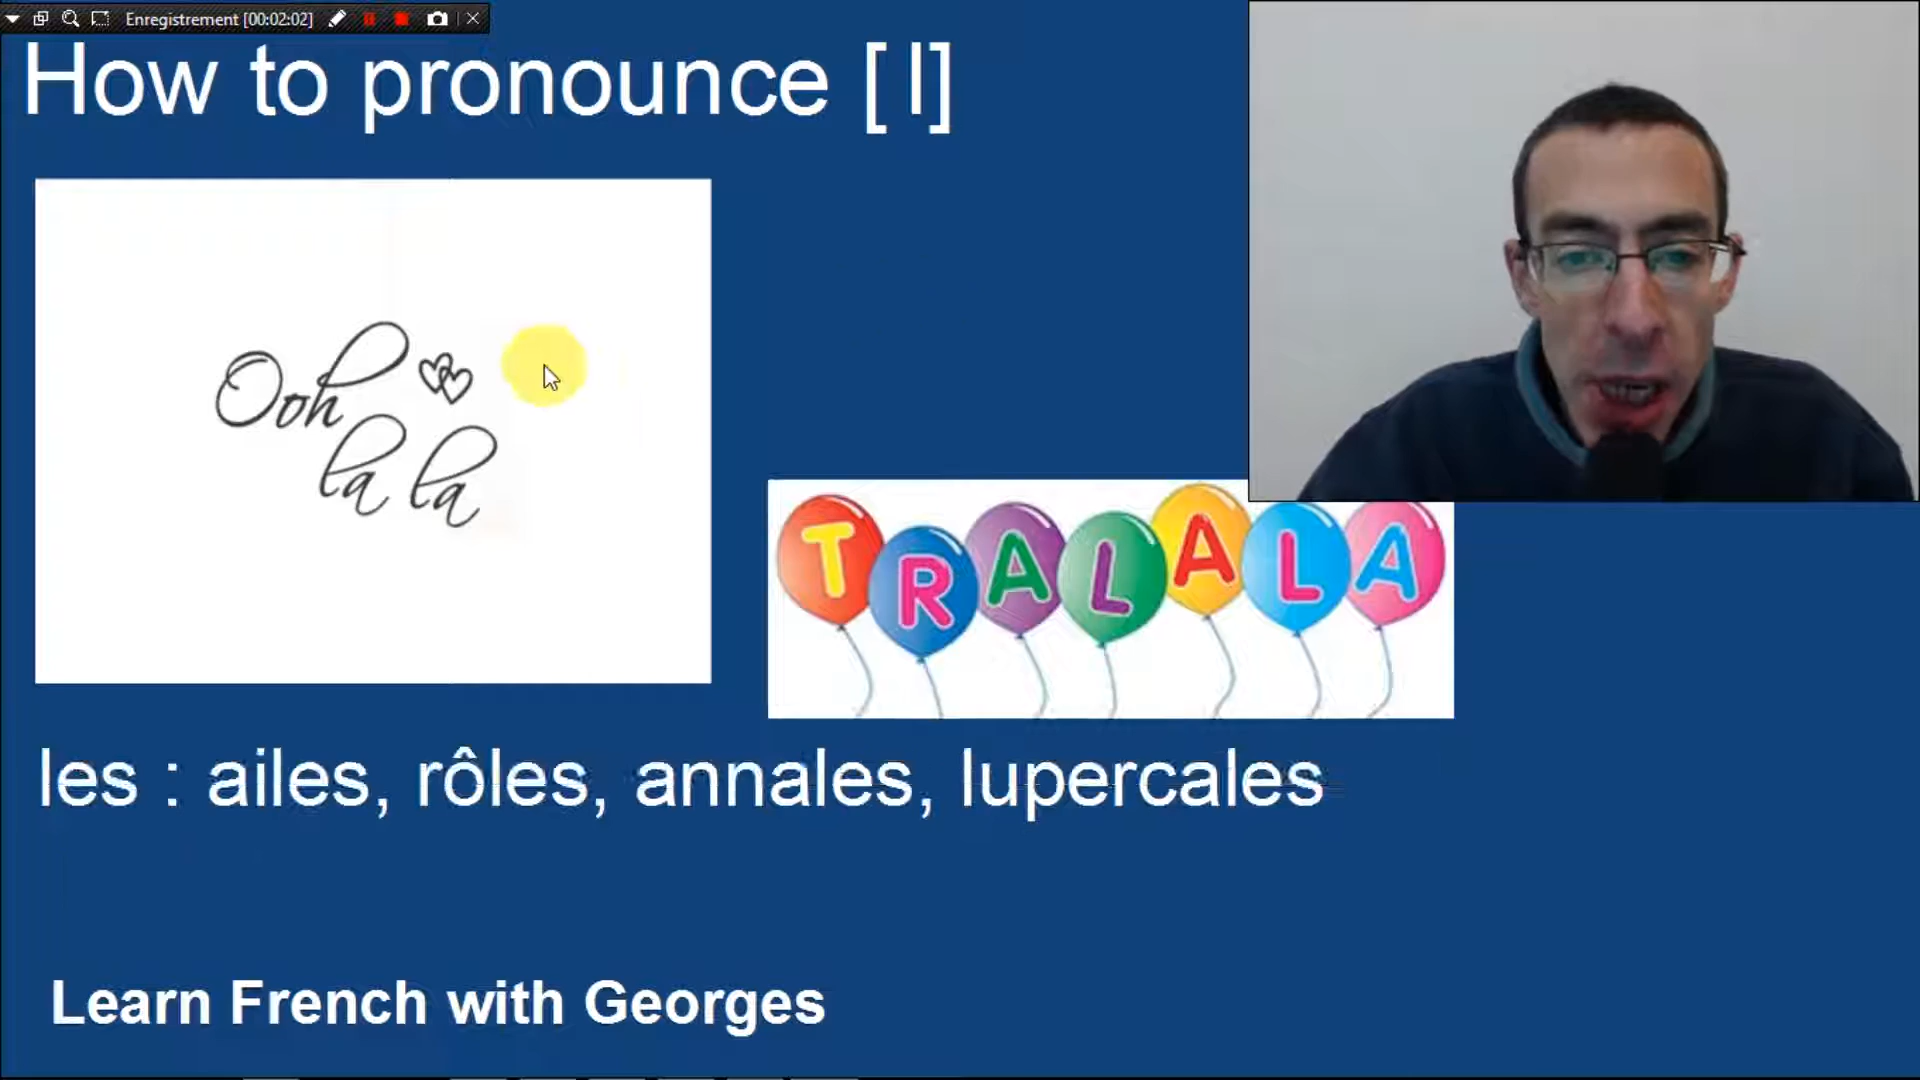 Enregistrement [00:02:02]
How to pronounce [ l]
Ooh
la la
TRALALA
les : ailes, rôles, annales, lupercales
Learn French with Georges